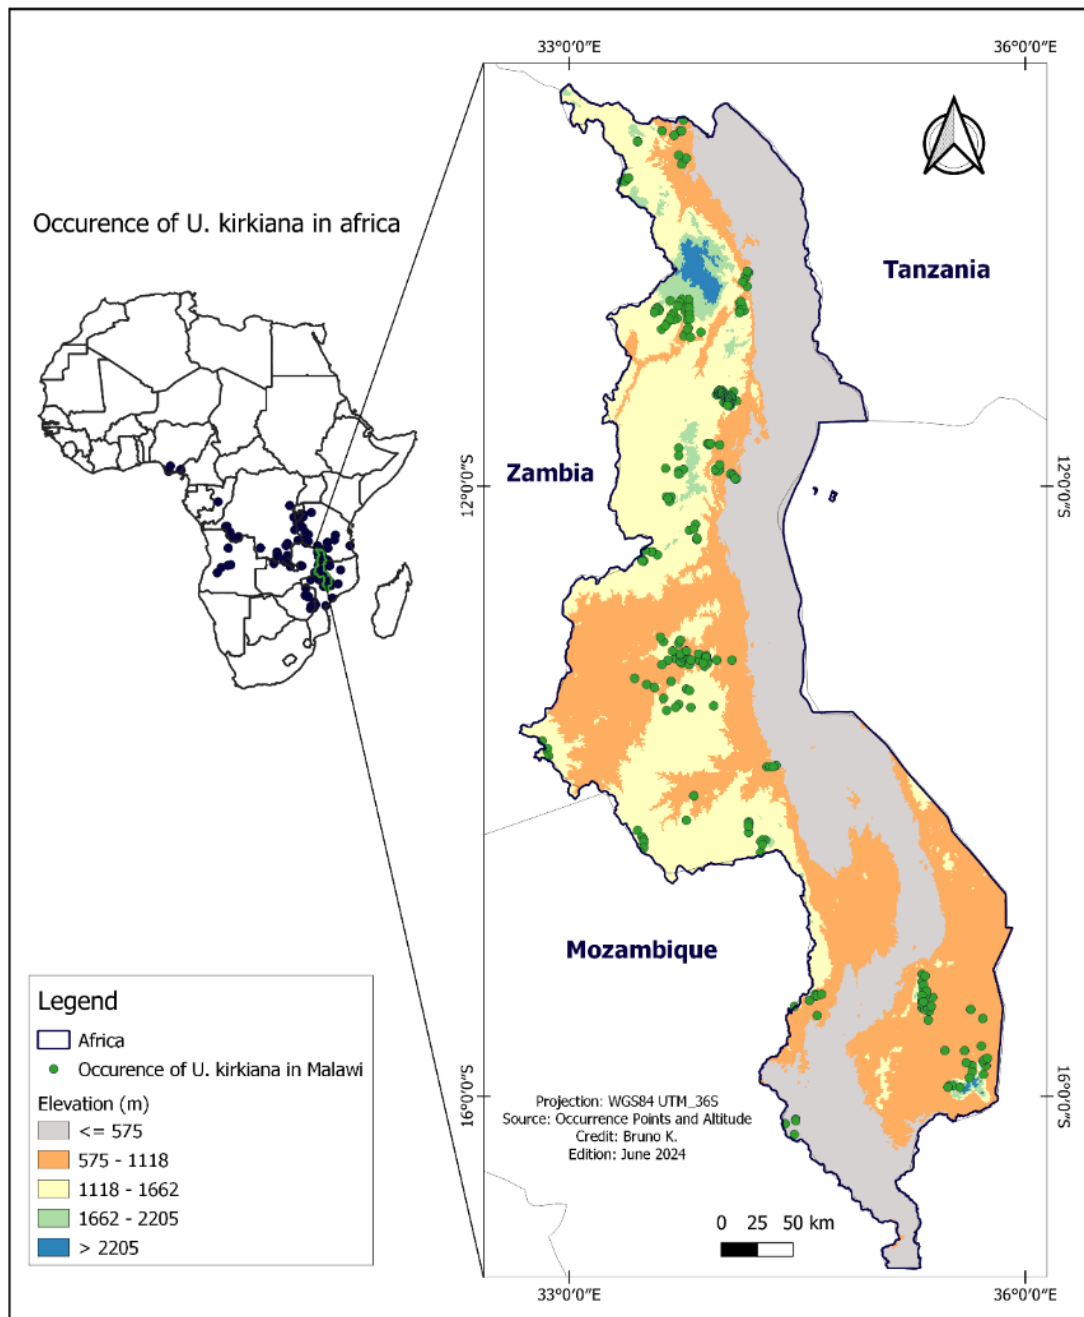 33°0'0"E
36°0'0"E
Occurence of U. kirkiana in africa
Tanzania
Zambia
12°0'0"S
12°0'0"S
Mozambique
Legend
Africa
Occurence of U. kirkiana in Malawi
Elevation (m)
<= 575
575 - 1118
1118 - 1662
1662 - 2205
> 2205
16°0'0"S
16°0'0"S
Projection: WGS84 UTM_36S
Source: Occurrence Points and Altitude
Credit: Bruno K.
Edition: June 2024
0 25 50 km
33°0'0"E
36°0'0"E